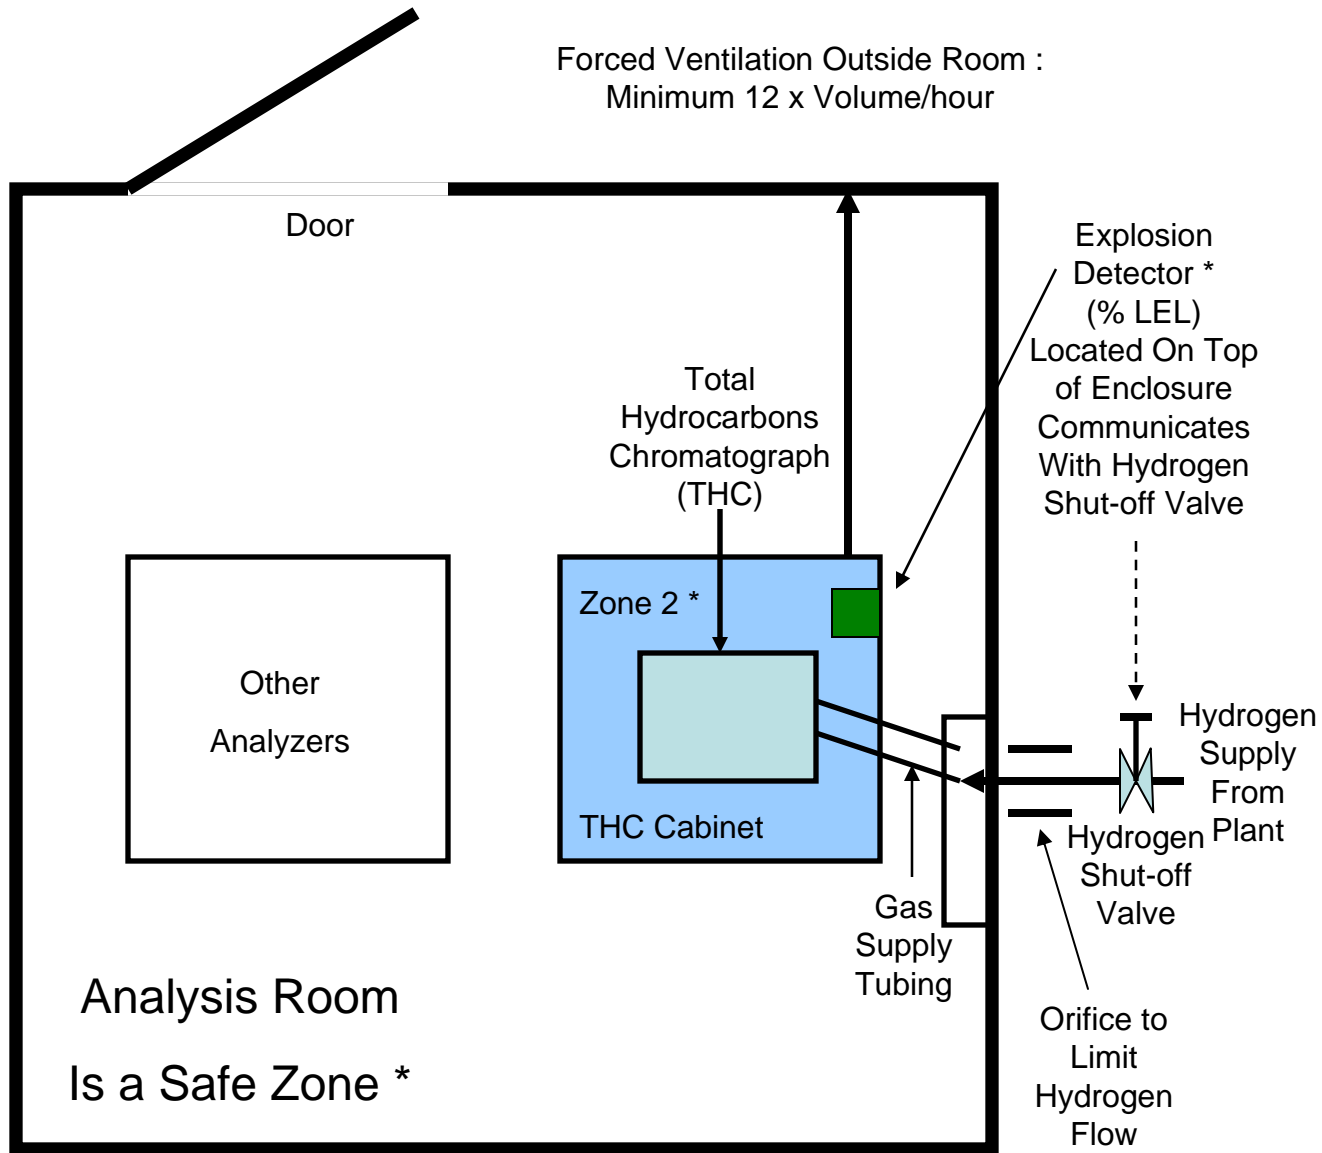 Forced Ventilation Outside Room :
Minimum 12 x Volume/hour
Door
Explosion
Detector *
(% LEL)
Located On Top
of Enclosure
Communicates
With Hydrogen
Shut-off Valve
Total
Hydrocarbons
Chromatograph
(THC)
Zone 2 *
THC Cabinet
Other
Analyzers
Hydrogen
Supply
From
Plant
Hydrogen
Shut-off
Valve
Gas
Supply
Tubing
Orifice to
Limit
Hydrogen
Flow
Analysis Room
Is a Safe Zone *